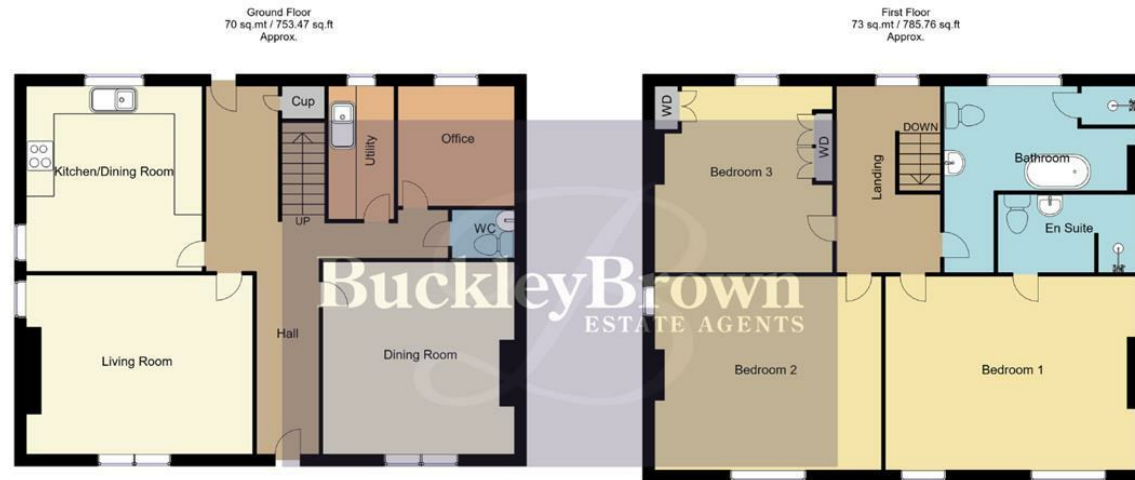 Ground Floor
70 sq.mt / 753.47 sq.ft
Approx.
Cup
Kitchen/Dining Room
Utility
Office
UP
WC
Hall
Living Room
Dining Room
First Floor
73 sq.mt / 785.76 sq.ft
Approx.
WD
WD
DOWN
Bedroom 3
Landing
Bathroom
En Suite
Bedroom 2
Bedroom 1
BuckleyBrown
ESTATE AGENTS